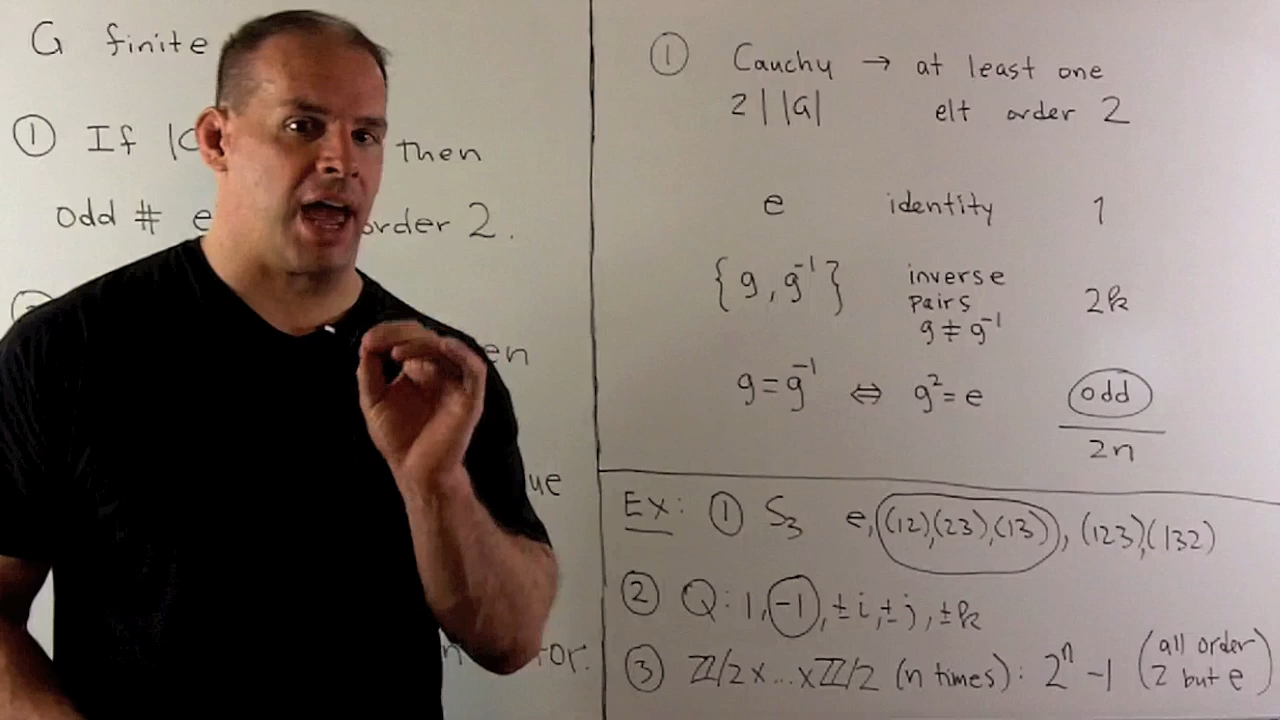 G finite
① If then
odd # order 2.
en
ue
or.
① Cauchy → at least one
2 | |G| elt order 2
e identity 1
{g, g⁻¹} inverse pairs g ≠ g⁻¹ 2k
g = g⁻¹ ⇔ g² = e odd
2n
Ex: ① S₃ e, (12),(23),(13), (123),(132)
② Q: 1, -1, ±i, ±j, ±k
③ ℤ/2 x...x ℤ/2 (n times): 2ⁿ - 1 (all order 2 but e)